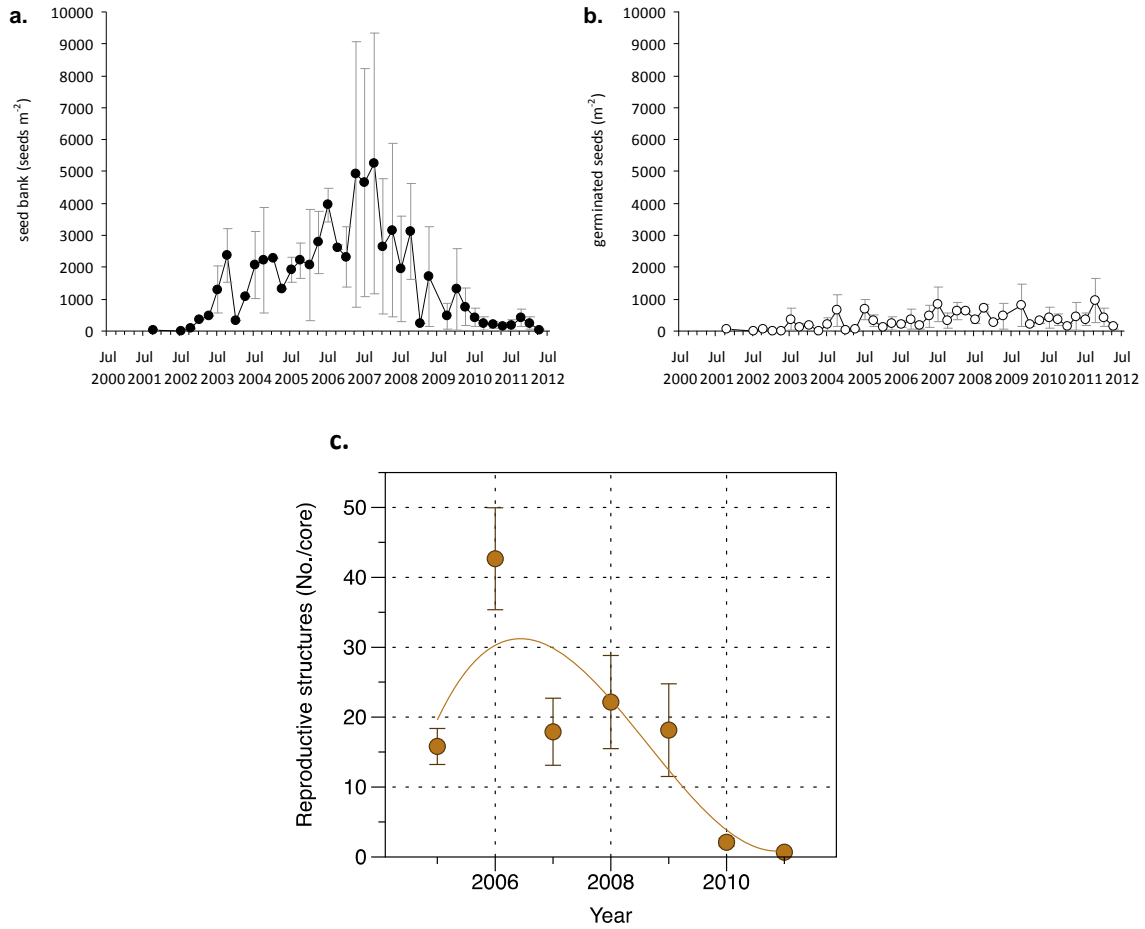 a.
seed bank (seeds m-2)
10000
9000
8000
7000
6000
5000
4000
3000
2000
1000
0
Jul Jul Jul Jul Jul Jul Jul Jul Jul Jul Jul Jul Jul
2000 2001 2002 2003 2004 2005 2006 2007 2008 2009 2010 2011 2012
b.
germinated seeds (m-2)
10000
9000
8000
7000
6000
5000
4000
3000
2000
1000
0
Jul Jul Jul Jul Jul Jul Jul Jul Jul Jul Jul Jul Jul
2000 2001 2002 2003 2004 2005 2006 2007 2008 2009 2010 2011 2012
c.
Reproductive structures (No./core)
50
40
30
20
10
0
2006 2008 2010
Year